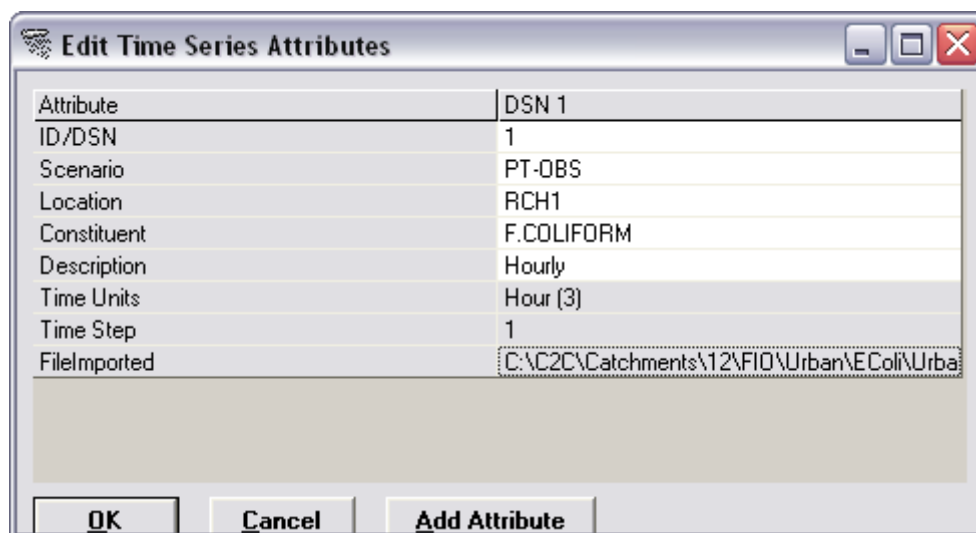 Edit Time Series Attributes
Attribute DSN 1
ID/DSN 1
Scenario PT-OBS
Location RCH1
Constituent F.COLIFORM
Description Hourly
Time Units Hour (3)
Time Step 1
FileImported C:\C2C\Catchments\12\FIO\Urban\EColi\Urba
OK Cancel Add Attribute